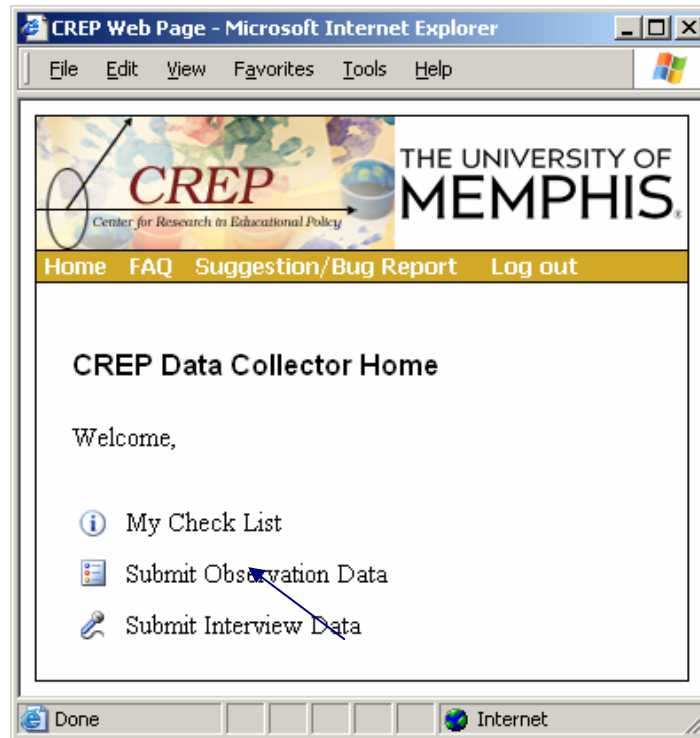 CREP Web Page - Microsoft Internet Explorer
File Edit View Favorites Tools Help
CREP
Center for Research in Educational Policy
THE UNIVERSITY OF
MEMPHIS®
Home FAQ Suggestion/Bug Report Log out
CREP Data Collector Home
Welcome,
My Check List
Submit Observation Data
Submit Interview Data
Done Internet